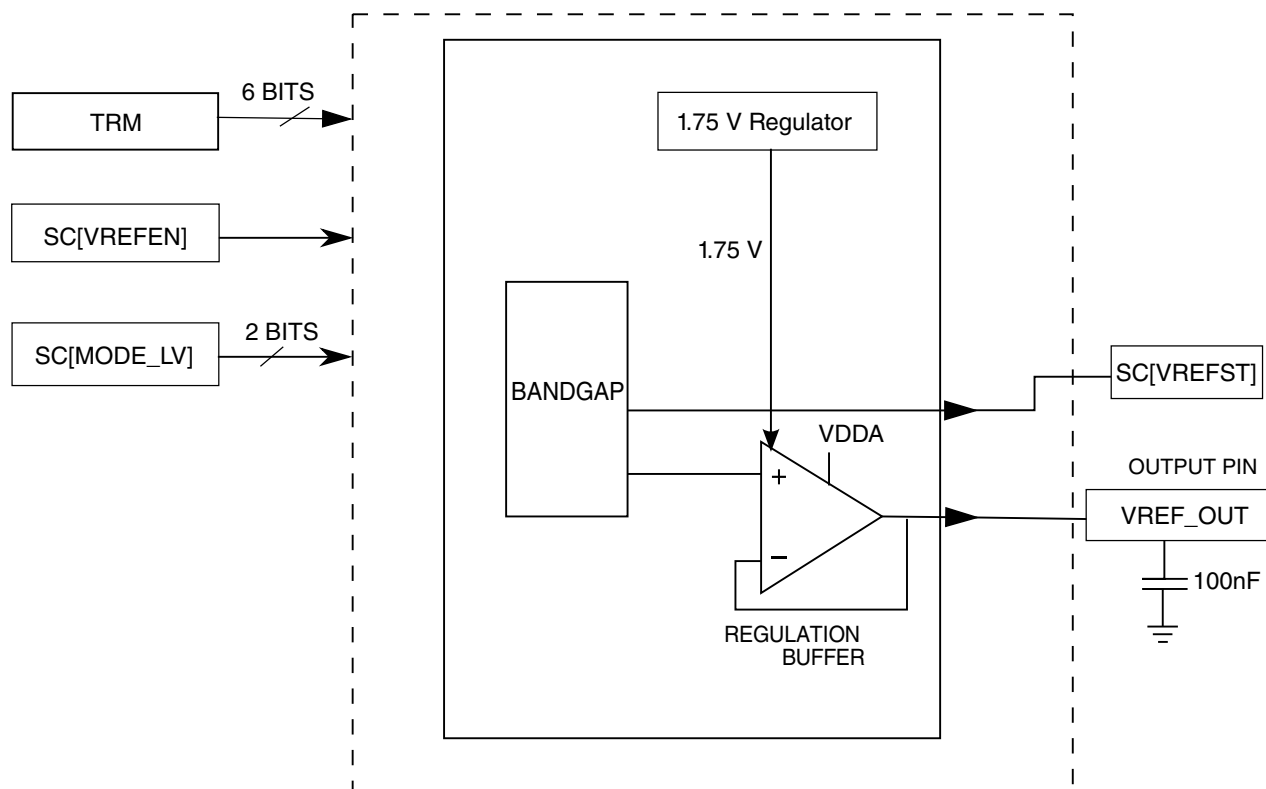 6 BITS
TRM
1.75 V Regulator
SC[VREFEN]
1.75 V
2 BITS
SC[MODE_LV]
SC[VREFST]
BANDGAP
VDDA
OUTPUT PIN
+
VREF_OUT
−
100nF
REGULATION
BUFFER